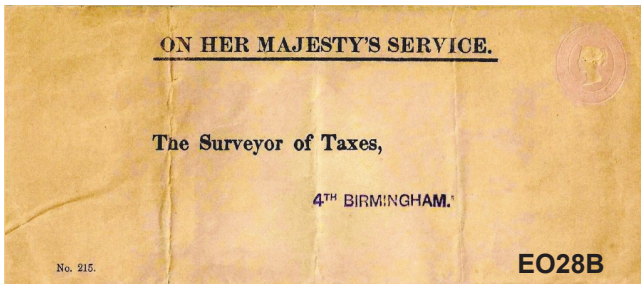 ON HER MAJESTY'S SERVICE.
The Surveyor of Taxes,
4TH BIRMINGHAM.
No. 215.
EO28B